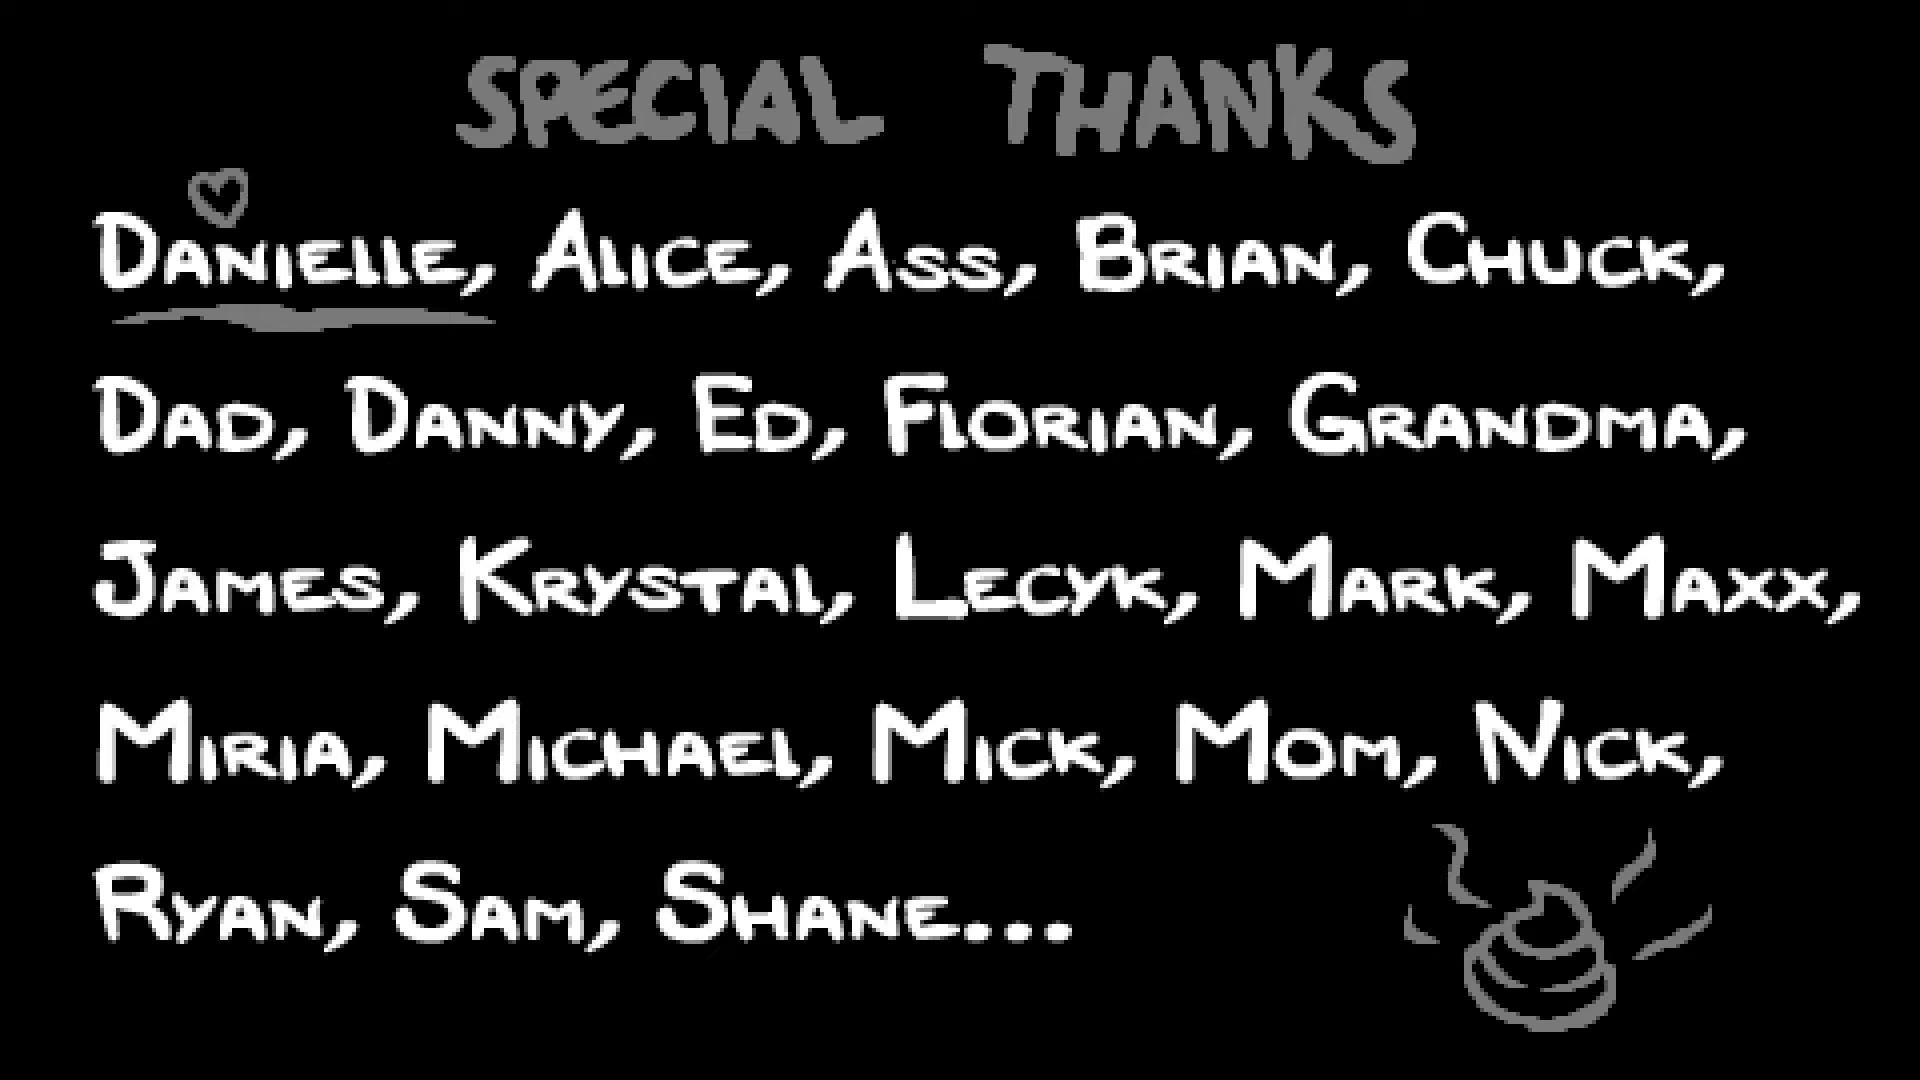 SPECIAL THANKS
DANIELLE, ALICE, ASS, BRIAN, CHUCK,
DAD, DANNY, ED, FLORIAN, GRANDMA,
JAMES, KRYSTAL, LECYK, MARK, MAXX,
MIRIA, MICHAEL, MICK, MOM, NICK,
RYAN, SAM, SHANE...